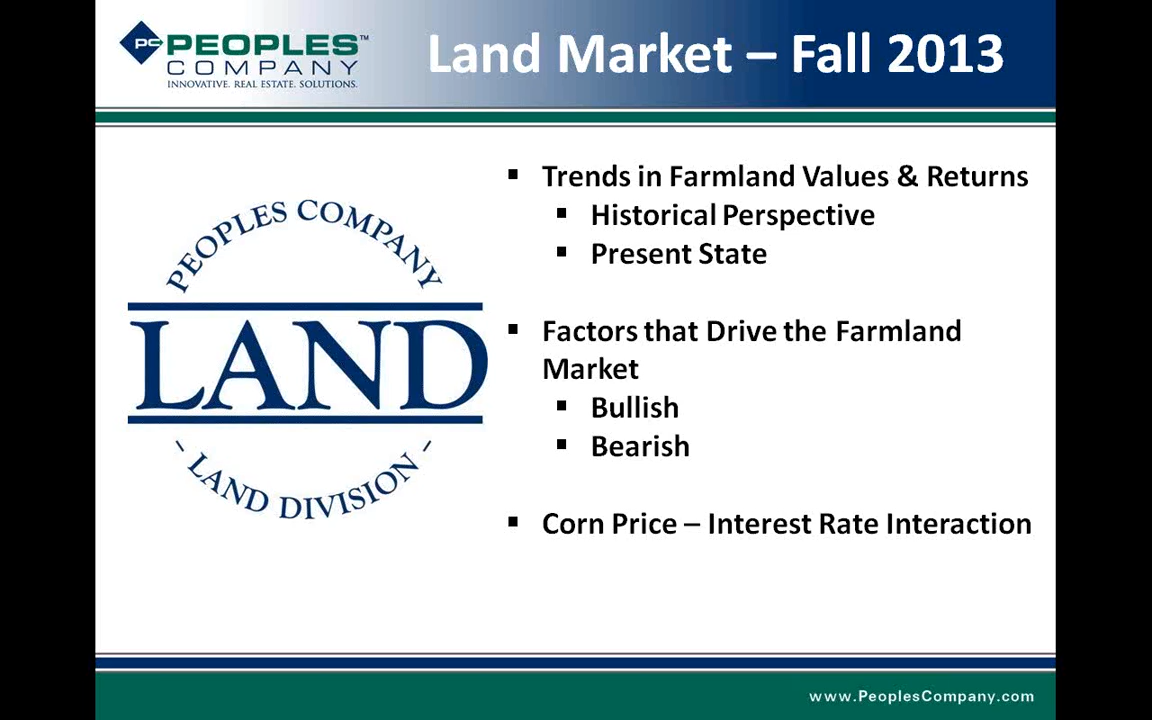 PC PEOPLES™
COMPANY
INNOVATIVE. REAL ESTATE. SOLUTIONS.
Land Market – Fall 2013
PEOPLES COMPANY
LAND
- LAND DIVISION -
▪ Trends in Farmland Values & Returns
▪ Historical Perspective
▪ Present State
▪ Factors that Drive the Farmland
Market
▪ Bullish
▪ Bearish
▪ Corn Price – Interest Rate Interaction
www.PeoplesCompany.com